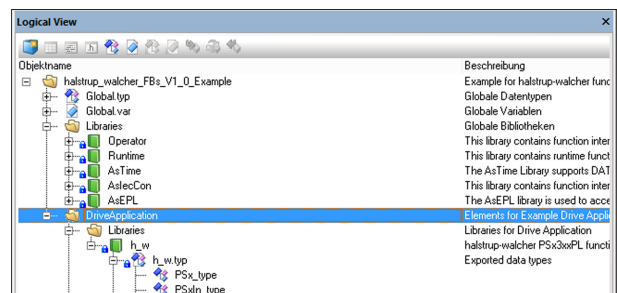 Logical View
Objektname Beschreibung
halstrup_walcher_FBs_V1_0_Example Example for halstrup-walcher func
Global.typ Globale Datentypen
Global.var Globale Variablen
Libraries Globale Bibliotheken
Operator This library contains function inter
Runtime This library contains runtime funct
AsTime The AsTime Library supports DAT
AsIecCon This library contains function inter
AsEPL The AsEPL library is used to acce
DriveApplication Elements for Example Drive Appli
Libraries Libraries for Drive Application
h_w halstrup-walcher PSx3xxPL functi
h_w.typ Exported data types
PSx_type
PSxIn_type